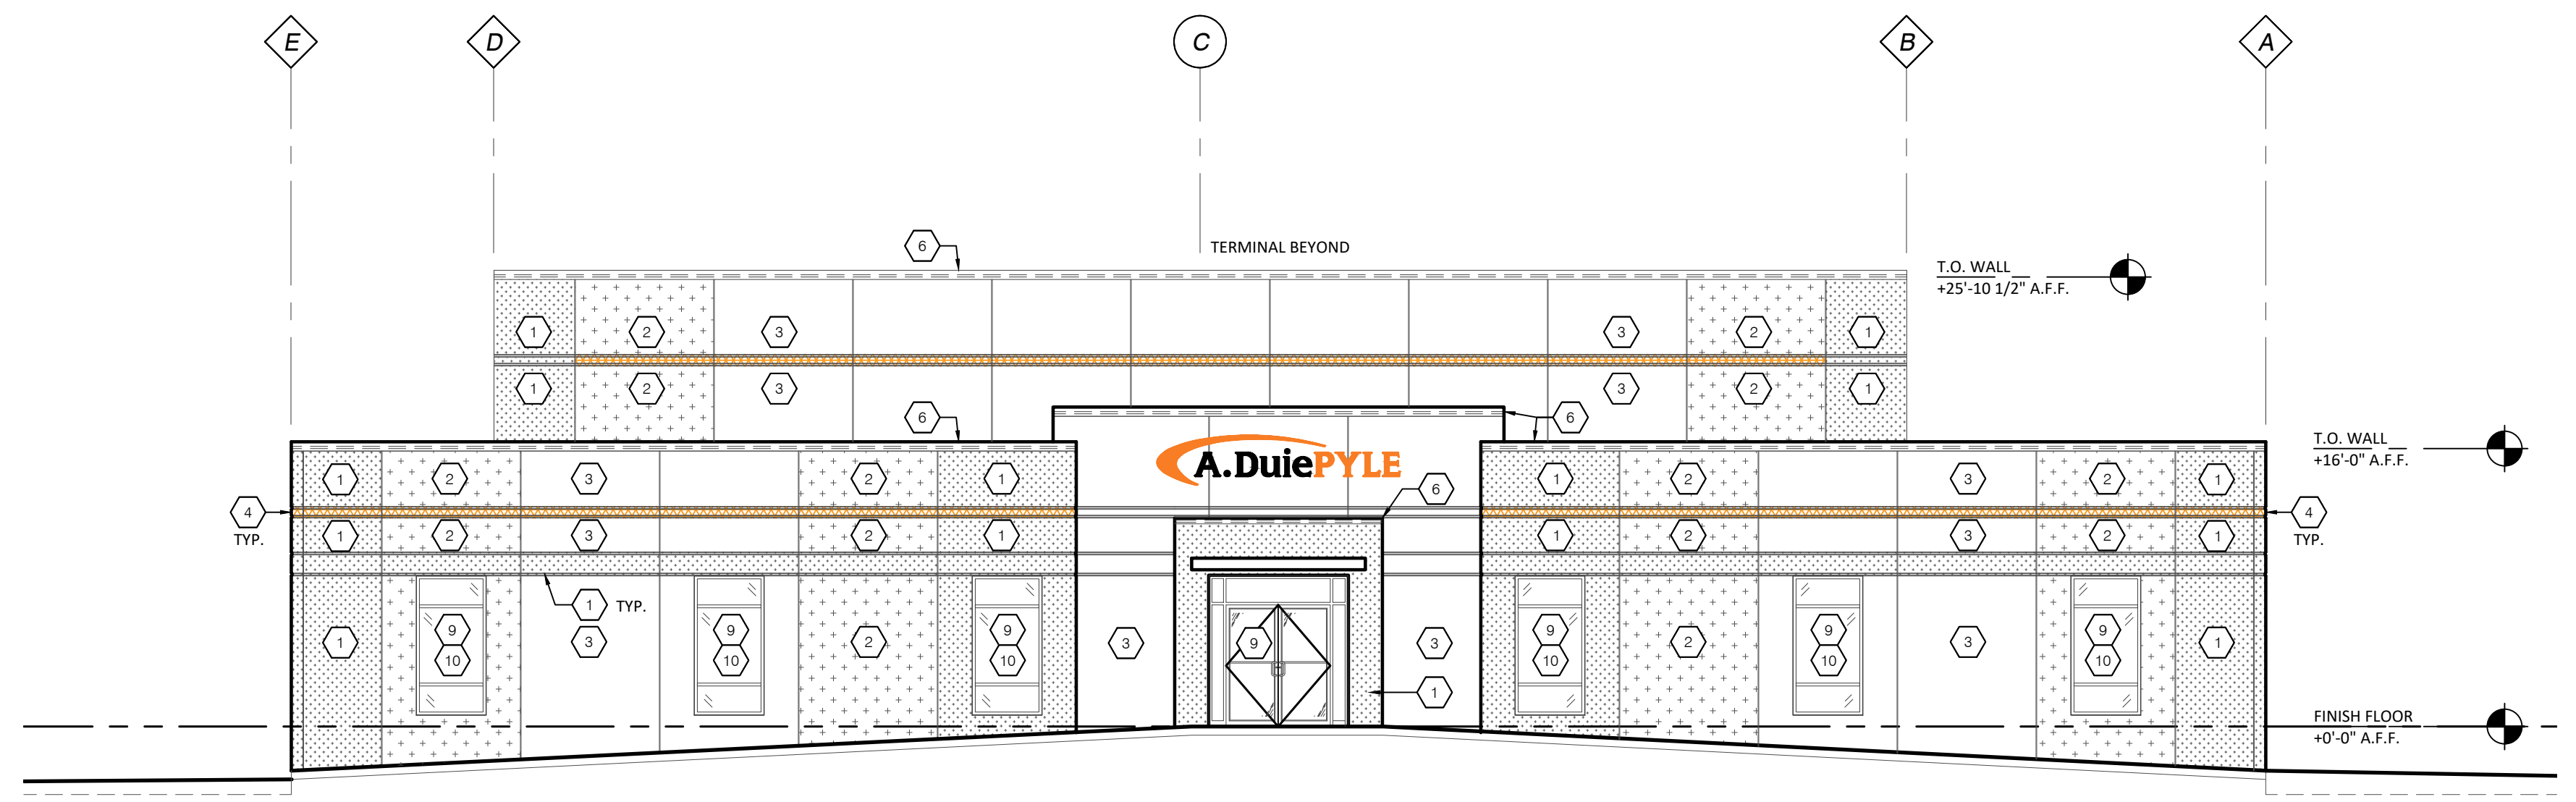 E D C B A
6 TERMINAL BEYOND
T.O. WALL
+25'-10 1/2" A.F.F.
1 2 3 3 2 1
1 2 3 3 2 1
6 6
T.O. WALL
+16'-0" A.F.F.
A.DuiePYLE
1 2 3 2 1 6 1 2 3 2 1
4 4
TYP. TYP.
1 2 3 2 1 1 2 3 2 1
1 TYP.
9 9 9 9 9 9
1 3 2 3 9 3 2 3 1
10 10 10 10 10 10
1
FINISH FLOOR
+0'-0" A.F.F.